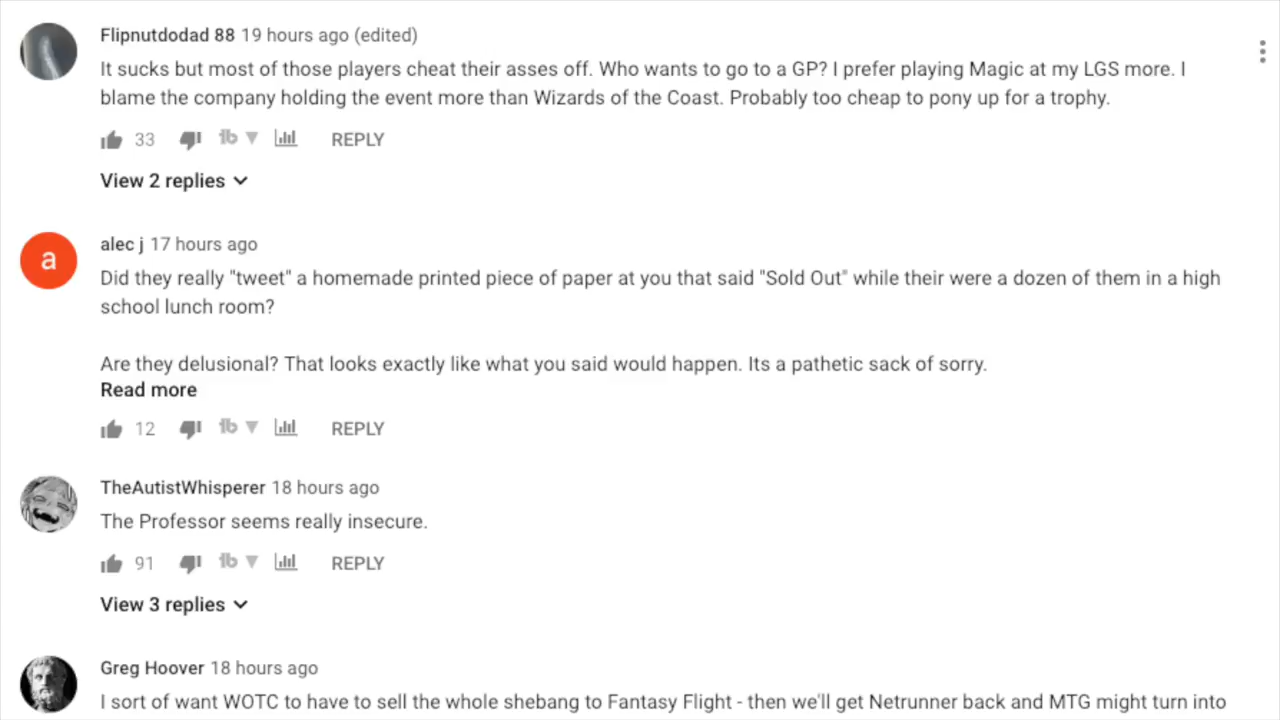 Flipnutdodad 88 19 hours ago (edited)
It sucks but most of those players cheat their asses off. Who wants to go to a GP? I prefer playing Magic at my LGS more. I
blame the company holding the event more than Wizards of the Coast. Probably too cheap to pony up for a trophy.
33 REPLY
View 2 replies
a
alec j 17 hours ago
Did they really "tweet" a homemade printed piece of paper at you that said "Sold Out" while their were a dozen of them in a high
school lunch room?
Are they delusional? That looks exactly like what you said would happen. Its a pathetic sack of sorry.
Read more
12 REPLY
TheAutistWhisperer 18 hours ago
The Professor seems really insecure.
91 REPLY
View 3 replies
Greg Hoover 18 hours ago
I sort of want WOTC to have to sell the whole shebang to Fantasy Flight - then we'll get Netrunner back and MTG might turn into